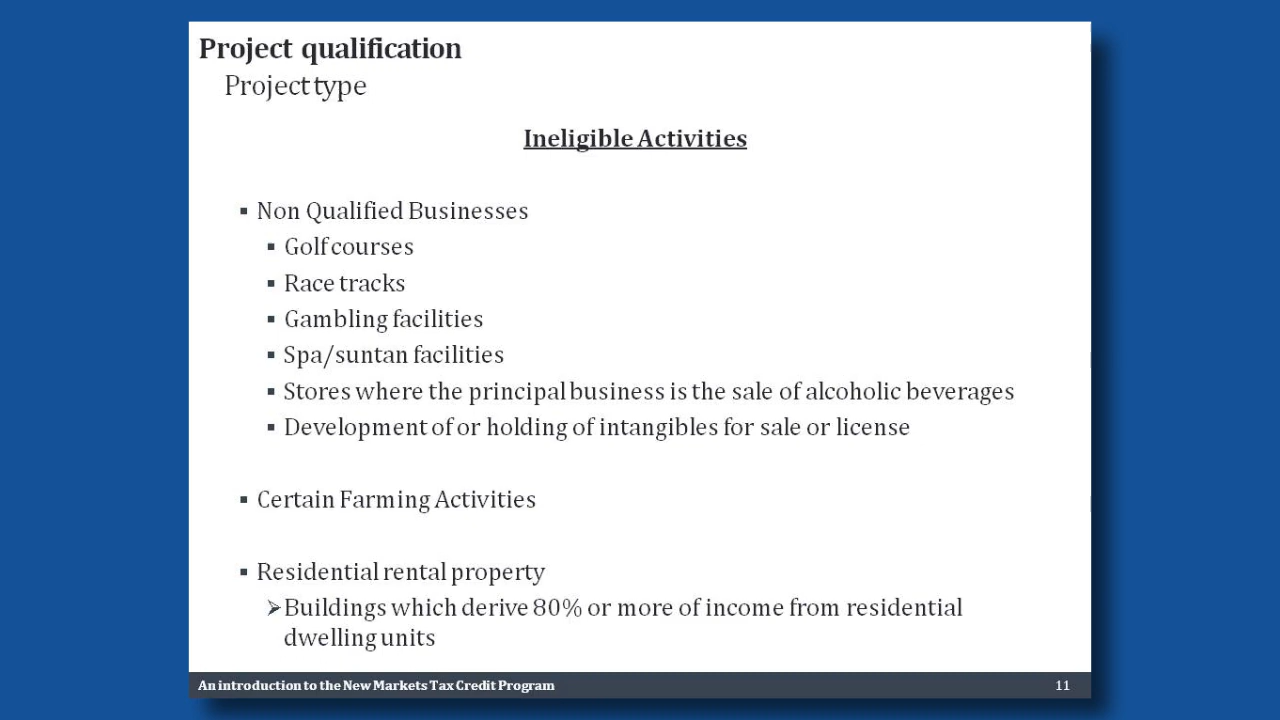 Project qualification
Project type
Ineligible Activities
▪ Non Qualified Businesses
▪ Golf courses
▪ Race tracks
▪ Gambling facilities
▪ Spa/suntan facilities
▪ Stores where the principal business is the sale of alcoholic beverages
▪ Development of or holding of intangibles for sale or license
▪ Certain Farming Activities
▪ Residential rental property
➢Buildings which derive 80% or more of income from residential
dwelling units
An introduction to the New Markets Tax Credit Program 11